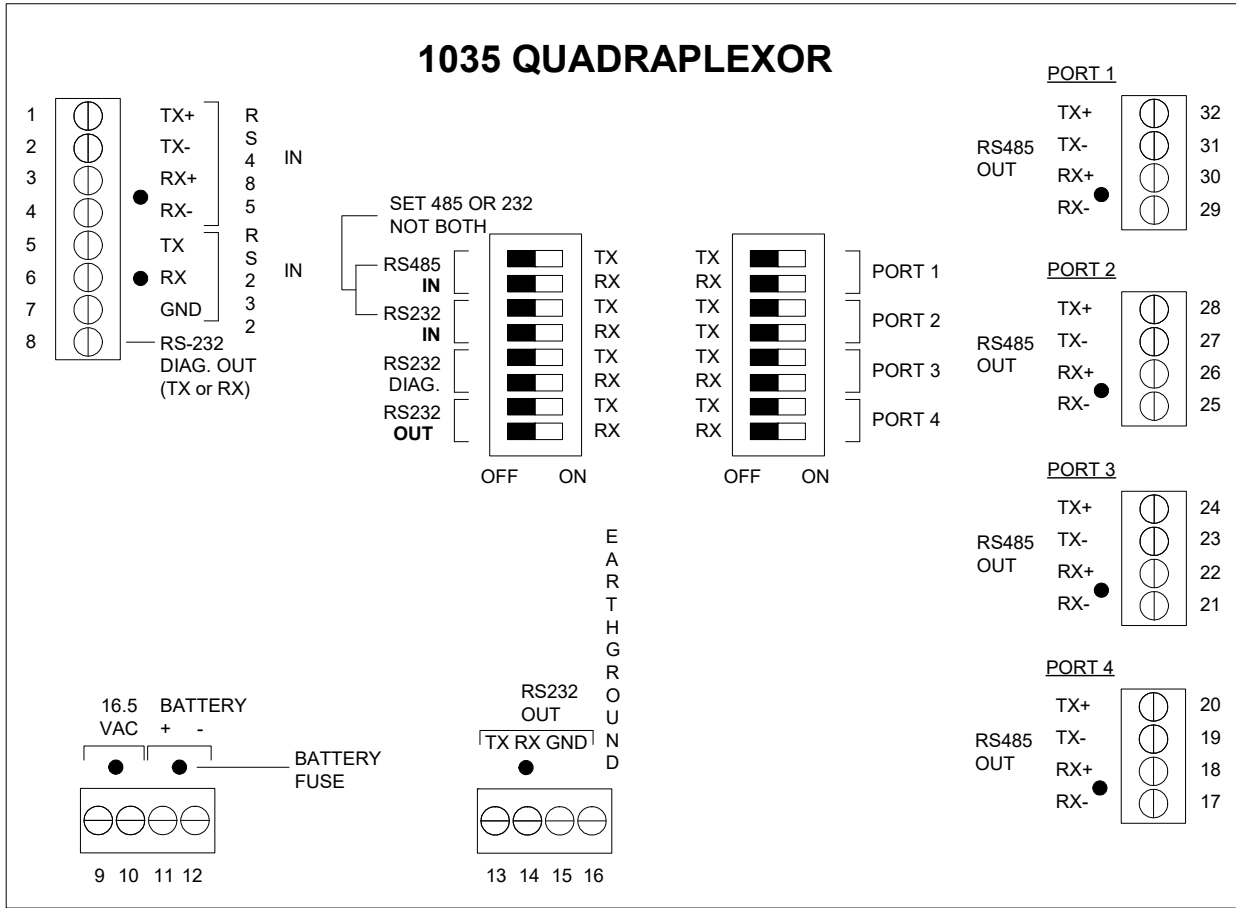 1035 QUADRAPLEXOR
1 TX+
2 TX-
3 RX+
4 RX-
RS485
IN
5 TX
6 RX
7 GND
RS232
IN
8 RS-232
DIAG. OUT
(TX or RX)
SET 485 OR 232
NOT BOTH
RS485
IN
RS232
IN
RS232
DIAG.
RS232
OUT
TX
RX
TX
RX
TX
RX
TX
RX
OFF ON
TX
RX
TX
TX
TX
RX
TX
RX
PORT 1
PORT 2
PORT 3
PORT 4
OFF ON
PORT 1
RS485
OUT
TX+ 32
TX- 31
RX+ 30
RX- 29
PORT 2
RS485
OUT
TX+ 28
TX- 27
RX+ 26
RX- 25
PORT 3
RS485
OUT
TX+ 24
TX- 23
RX+ 22
RX- 21
PORT 4
RS485
OUT
TX+ 20
TX- 19
RX+ 18
RX- 17
16.5
VAC
BATTERY
+ -
BATTERY
FUSE
9 10 11 12
RS232
OUT
TX RX GND
EARTHGROUND
13 14 15 16